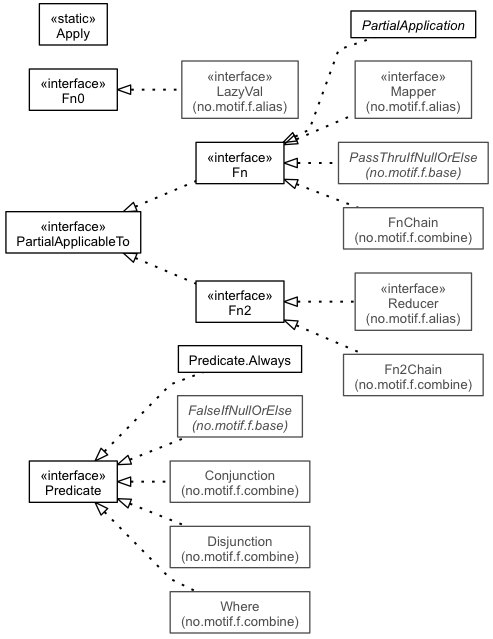 «static»
Apply
PartialApplication
«interface»
Fn0
«interface»
LazyVal
(no.motif.f.alias)
«interface»
Mapper
(no.motif.f.alias)
«interface»
Fn
PassThruIfNullOrElse
(no.motif.f.base)
FnChain
(no.motif.f.combine)
«interface»
PartialApplicableTo
«interface»
Fn2
«interface»
Reducer
(no.motif.f.alias)
Fn2Chain
(no.motif.f.combine)
Predicate.Always
FalseIfNullOrElse
(no.motif.f.base)
«interface»
Predicate
Conjunction
(no.motif.f.combine)
Disjunction
(no.motif.f.combine)
Where
(no.motif.f.combine)